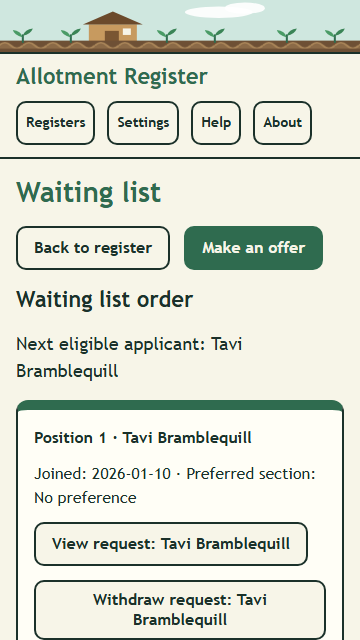 Allotment Register
Registers
Settings
Help
About
Waiting list
Back to register
Make an offer
Waiting list order
Next eligible applicant: Tavi
Bramblequill
Position 1 · Tavi Bramblequill
Joined: 2026-01-10 · Preferred section:
No preference
View request: Tavi Bramblequill
Withdraw request: Tavi
Bramblequill